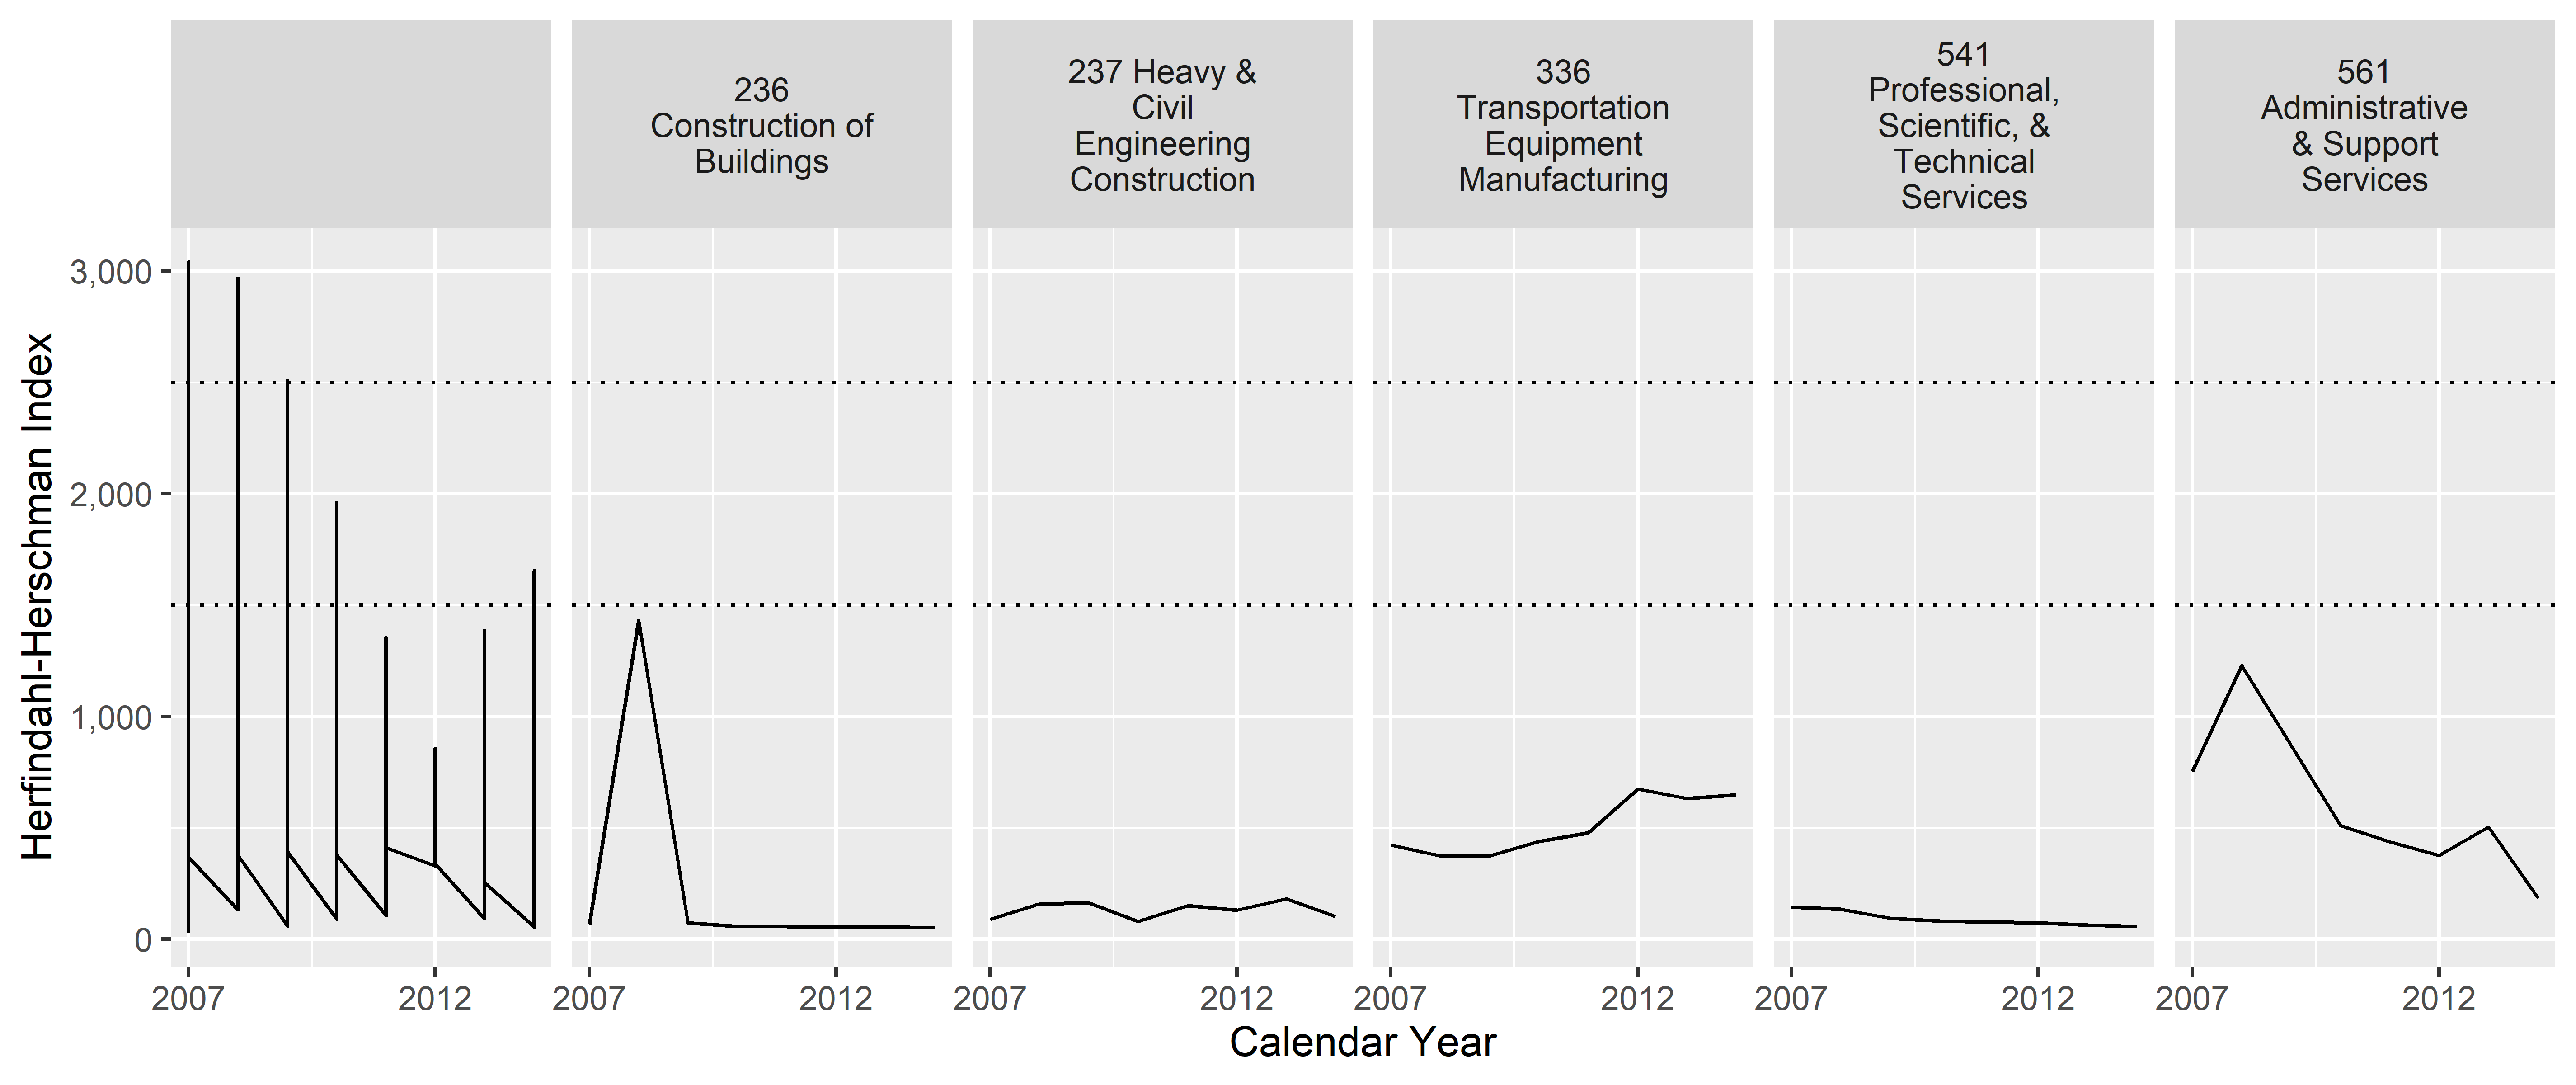 236
Construction of
Buildings
237 Heavy &
Civil
Engineering
Construction
336
Transportation
Equipment
Manufacturing
541
Professional,
Scientific, &
Technical
Services
561
Administrative
& Support
Services
Herfindahl-Herschman Index
3,000
2,000
1,000
0
2007
2012
2007
2012
2007
2012
2007
2012
2007
2012
2007
2012
Calendar Year